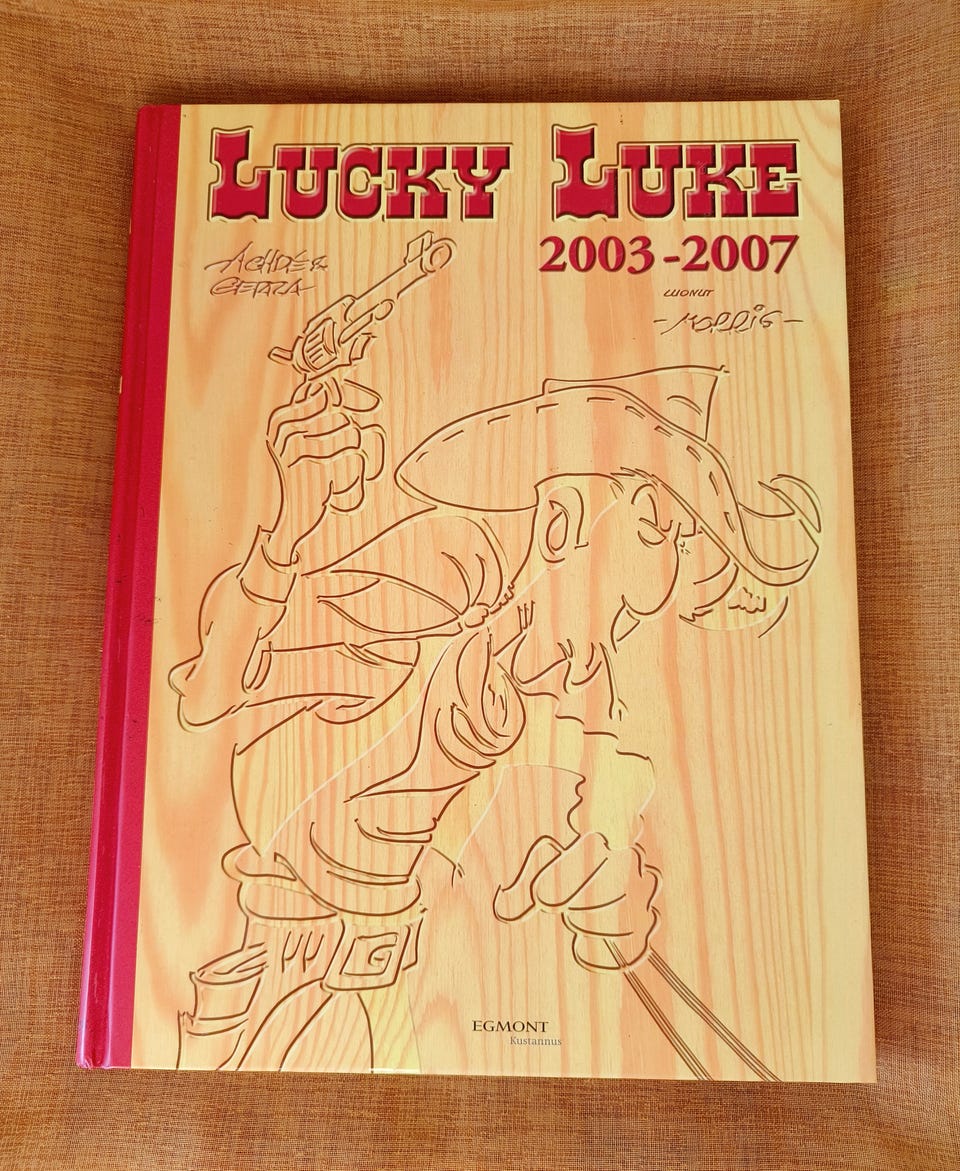 LUCKY LUKE
2003-2007
ACHDÉ &
GERRA
LUONUT
-MORRIS-
EGMONT
Kustannus